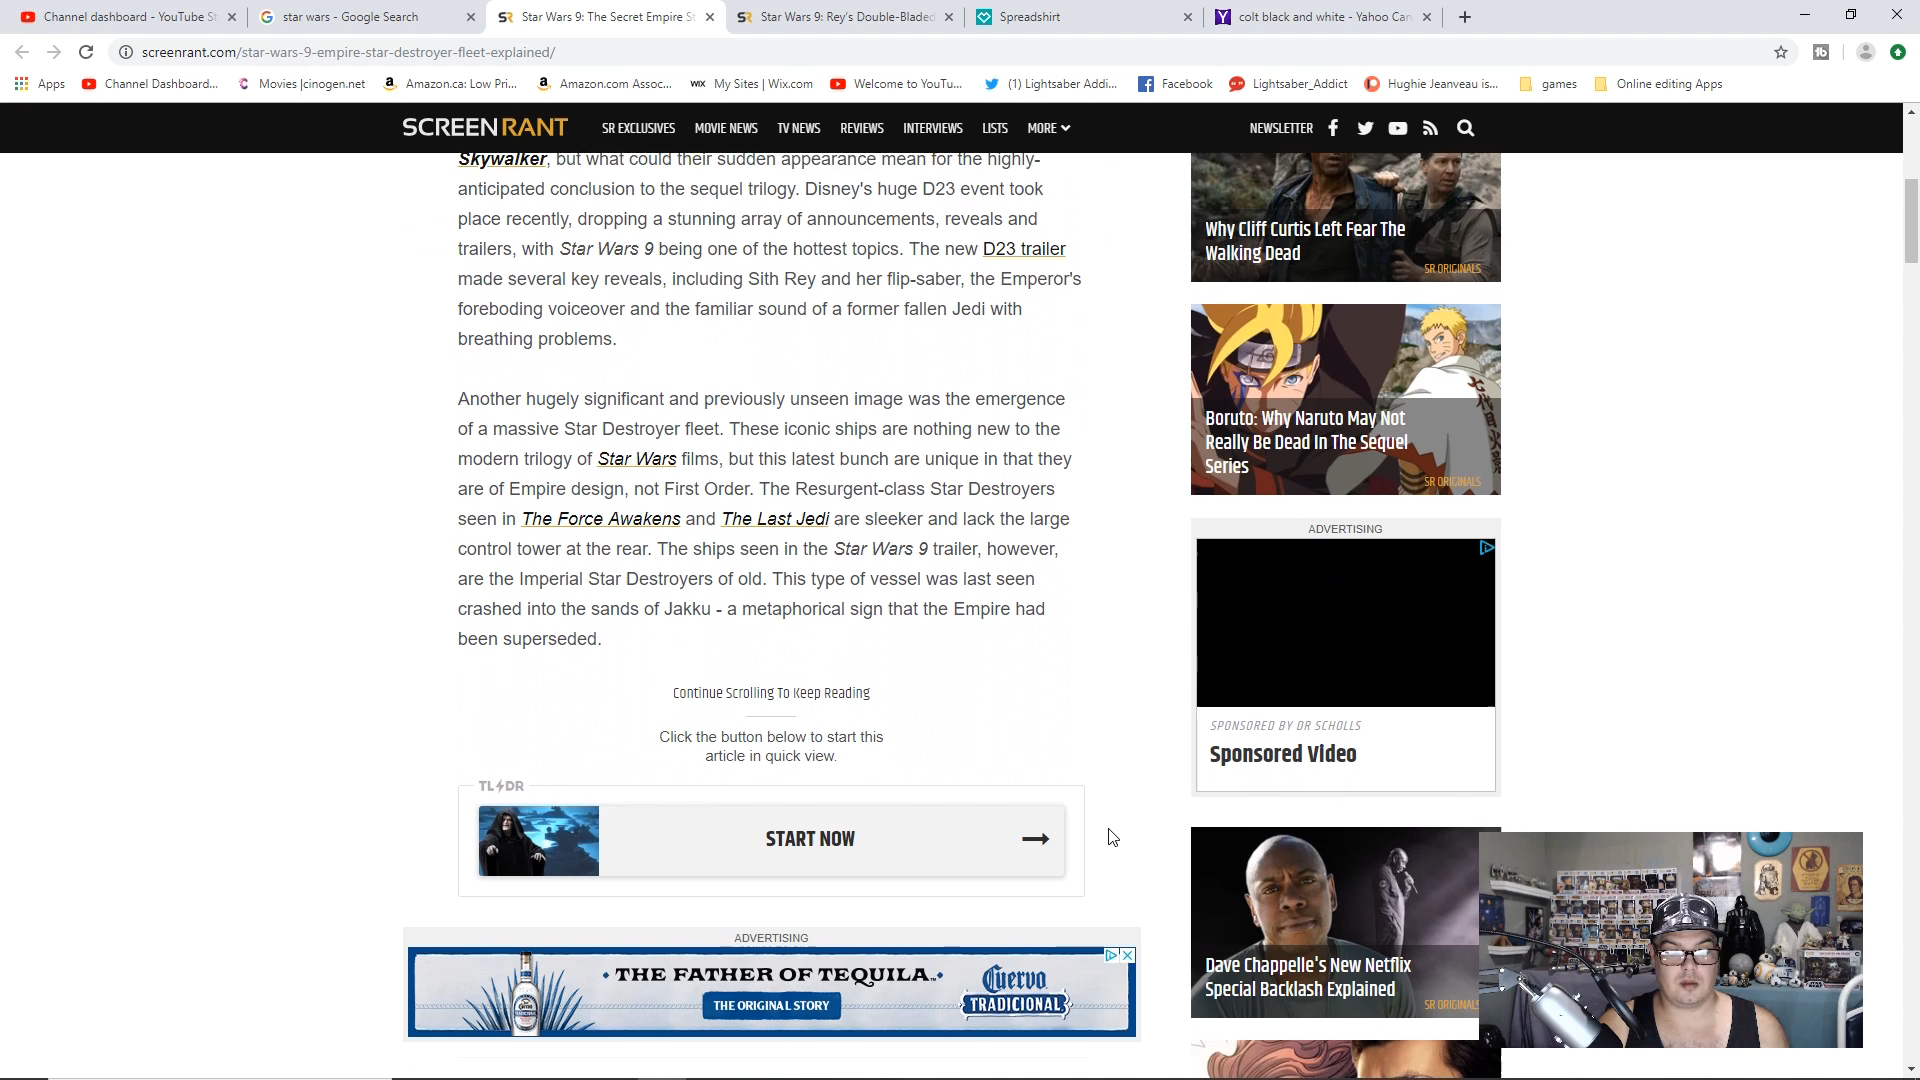 Channel dashboard - YouTube St
star wars - Google Search
Star Wars 9: The Secret Empire St
Star Wars 9: Rey's Double-Bladed
Spreadshirt
colt black and white - Yahoo Can
screenrant.com/star-wars-9-empire-star-destroyer-fleet-explained/
Apps
Channel Dashboard...
Movies |cinogen.net
Amazon.ca: Low Pri...
Amazon.com Assoc...
WIX My Sites | Wix.com
Welcome to YouTu...
(1) Lightsaber Addi...
Facebook
Lightsaber_Addict
Hughie Jeanveau is...
games
Online editing Apps
SCREENRANT
SR EXCLUSIVES
MOVIE NEWS
TV NEWS
REVIEWS
INTERVIEWS
LISTS
MORE
NEWSLETTER
Skywalker, but what could their sudden appearance mean for the highly-
anticipated conclusion to the sequel trilogy. Disney's huge D23 event took
place recently, dropping a stunning array of announcements, reveals and
trailers, with Star Wars 9 being one of the hottest topics. The new D23 trailer
made several key reveals, including Sith Rey and her flip-saber, the Emperor's
foreboding voiceover and the familiar sound of a former fallen Jedi with
breathing problems.
Another hugely significant and previously unseen image was the emergence
of a massive Star Destroyer fleet. These iconic ships are nothing new to the
modern trilogy of Star Wars films, but this latest bunch are unique in that they
are of Empire design, not First Order. The Resurgent-class Star Destroyers
seen in The Force Awakens and The Last Jedi are sleeker and lack the large
control tower at the rear. The ships seen in the Star Wars 9 trailer, however,
are the Imperial Star Destroyers of old. This type of vessel was last seen
crashed into the sands of Jakku - a metaphorical sign that the Empire had
been superseded.
Continue Scrolling To Keep Reading
Click the button below to start this
article in quick view.
TL DR
START NOW
ADVERTISING
THE FATHER OF TEQUILA.
THE ORIGINAL STORY
Cuervo
TRADICIONAL
Why Cliff Curtis Left Fear The
Walking Dead
SR ORIGINALS
Boruto: Why Naruto May Not
Really Be Dead In The Sequel
Series
SR ORIGINALS
ADVERTISING
SPONSORED BY DR SCHOLLS
Sponsored Video
Dave Chappelle's New Netflix
Special Backlash Explained
SR ORIGINALS